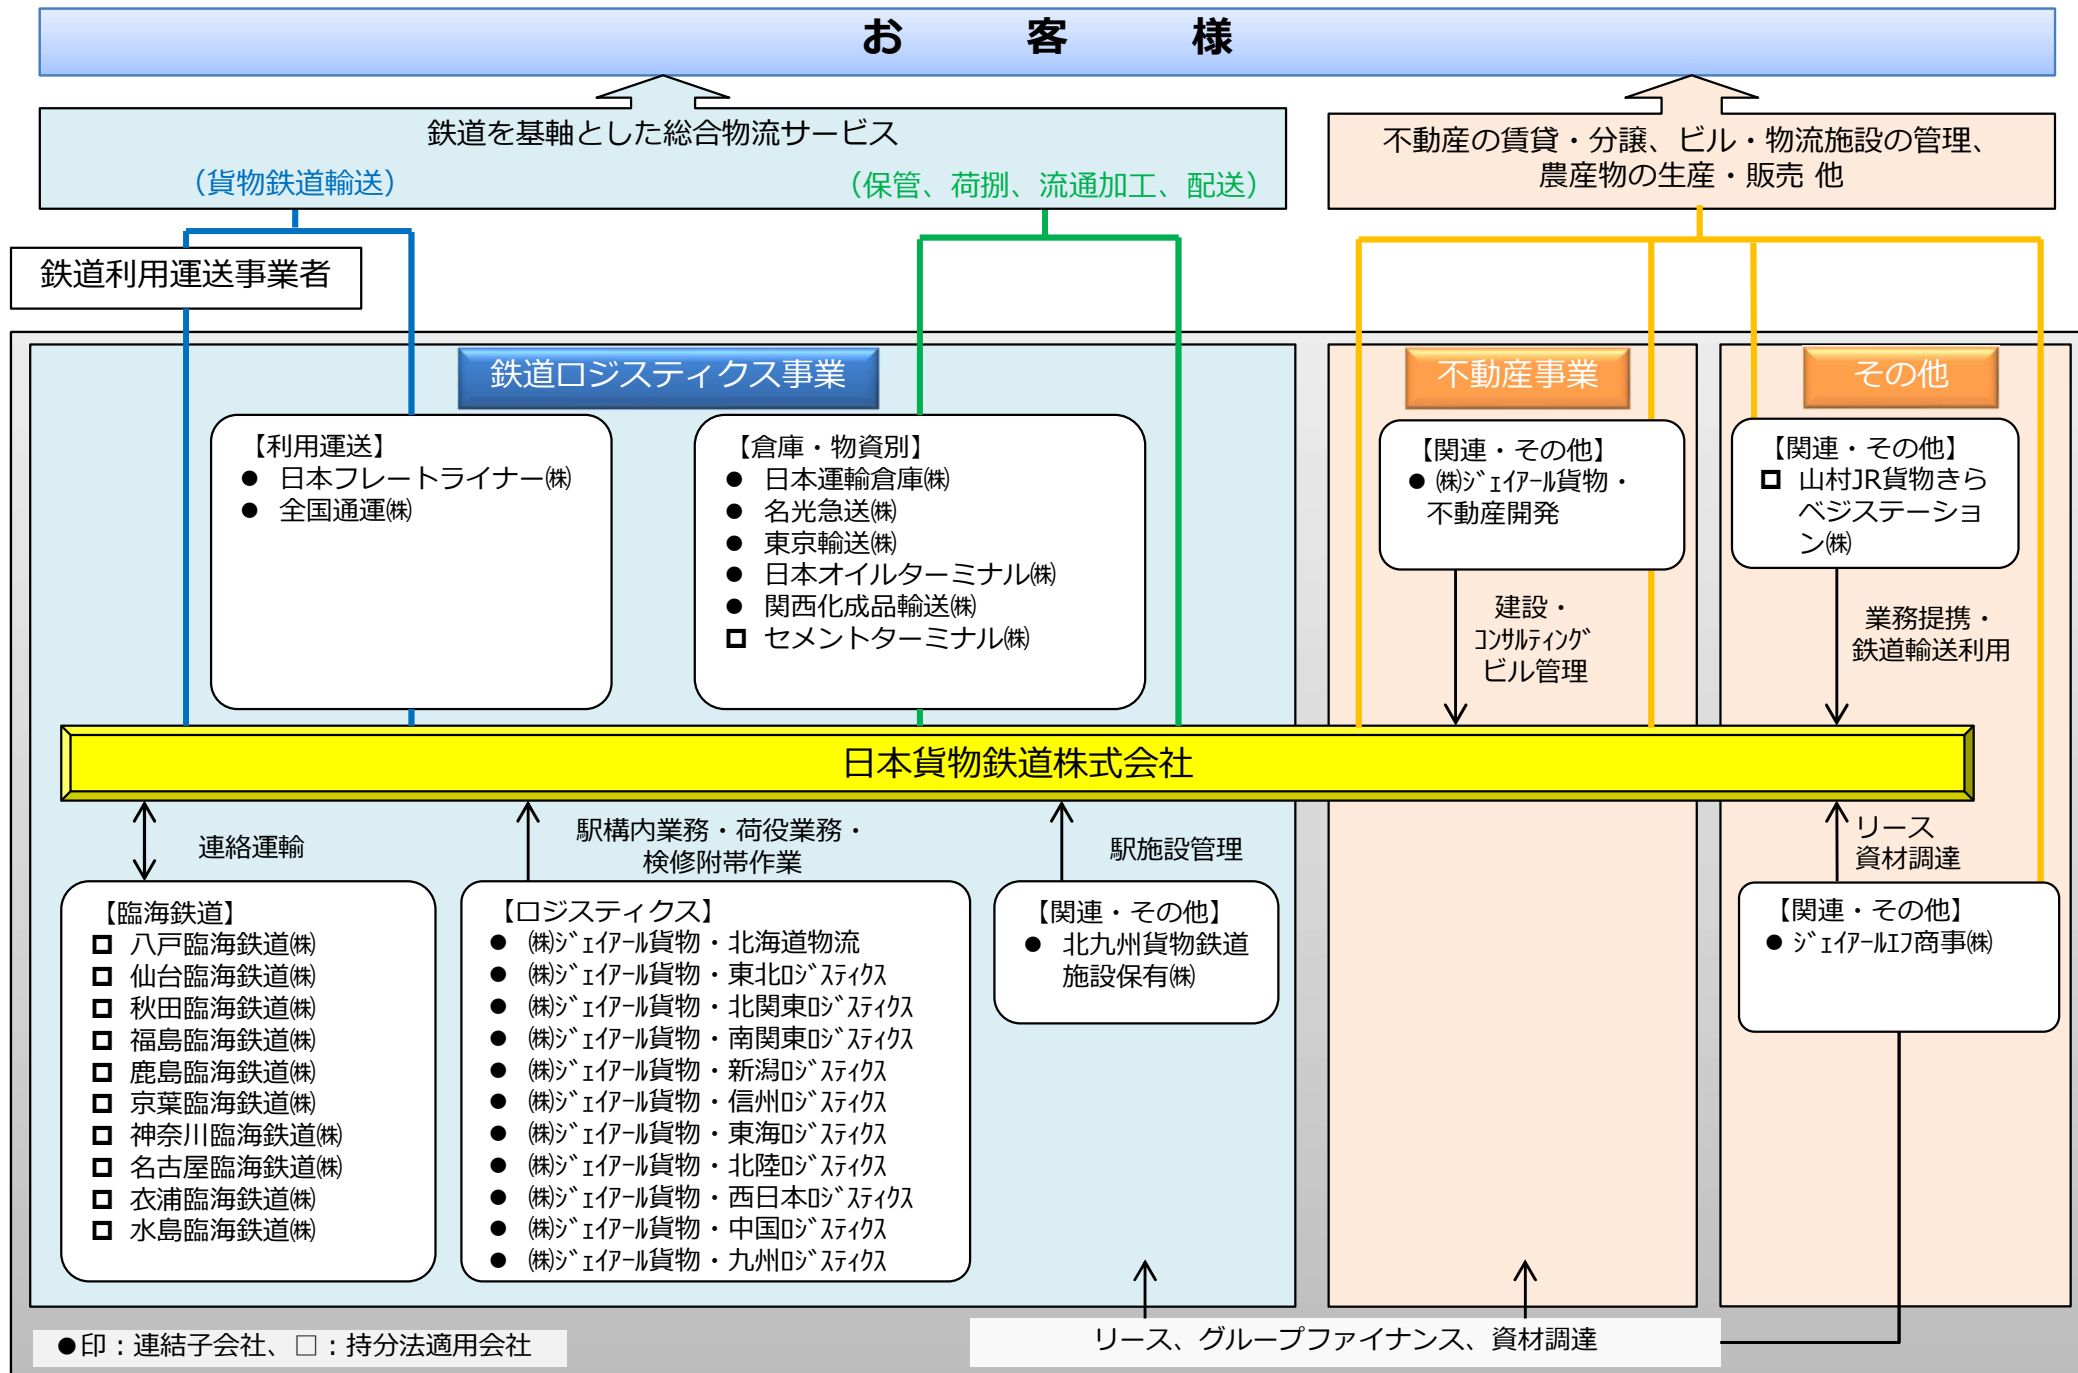 お客様
鉄道を基軸とした総合物流サービス
（貨物鉄道輸送）
（保管、荷捌、流通加工、配送）
不動産の賃貸・分譲、ビル・物流施設の管理、
農産物の生産・販売 他
鉄道利用運送事業者
鉄道ロジスティクス事業
不動産事業
その他
【利用運送】
● 日本フレートライナー㈱
● 全国通運㈱
【倉庫・物資別】
● 日本運輸倉庫㈱
● 名光急送㈱
● 東京輸送㈱
● 日本オイルターミナル㈱
● 関西化成品輸送㈱
□ セメントターミナル㈱
【関連・その他】
● ㈱ｼﾞｪｲｱｰﾙ貨物・
不動産開発
【関連・その他】
□ 山村JR貨物きら
ベジステーショ
ン㈱
建設・
ｺﾝｻﾙﾃｨﾝｸﾞ
ビル管理
業務提携・
鉄道輸送利用
日本貨物鉄道株式会社
連絡運輸
駅構内業務・荷役業務・
検修附帯作業
駅施設管理
リース
資材調達
【臨海鉄道】
□ 八戸臨海鉄道㈱
□ 仙台臨海鉄道㈱
□ 秋田臨海鉄道㈱
□ 福島臨海鉄道㈱
□ 鹿島臨海鉄道㈱
□ 京葉臨海鉄道㈱
□ 神奈川臨海鉄道㈱
□ 名古屋臨海鉄道㈱
□ 衣浦臨海鉄道㈱
□ 水島臨海鉄道㈱
【ロジスティクス】
● ㈱ｼﾞｪｲｱｰﾙ貨物・北海道物流
● ㈱ｼﾞｪｲｱｰﾙ貨物・東北ﾛｼﾞｽﾃｨｸｽ
● ㈱ｼﾞｪｲｱｰﾙ貨物・北関東ﾛｼﾞｽﾃｨｸｽ
● ㈱ｼﾞｪｲｱｰﾙ貨物・南関東ﾛｼﾞｽﾃｨｸｽ
● ㈱ｼﾞｪｲｱｰﾙ貨物・新潟ﾛｼﾞｽﾃｨｸｽ
● ㈱ｼﾞｪｲｱｰﾙ貨物・信州ﾛｼﾞｽﾃｨｸｽ
● ㈱ｼﾞｪｲｱｰﾙ貨物・東海ﾛｼﾞｽﾃｨｸｽ
● ㈱ｼﾞｪｲｱｰﾙ貨物・北陸ﾛｼﾞｽﾃｨｸｽ
● ㈱ｼﾞｪｲｱｰﾙ貨物・西日本ﾛｼﾞｽﾃｨｸｽ
● ㈱ｼﾞｪｲｱｰﾙ貨物・中国ﾛｼﾞｽﾃｨｸｽ
● ㈱ｼﾞｪｲｱｰﾙ貨物・九州ﾛｼﾞｽﾃｨｸｽ
【関連・その他】
● 北九州貨物鉄道
施設保有㈱
【関連・その他】
● ｼﾞｪｲｱｰﾙｴﾌ商事㈱
●印：連結子会社、□：持分法適用会社
リース、グループファイナンス、資材調達